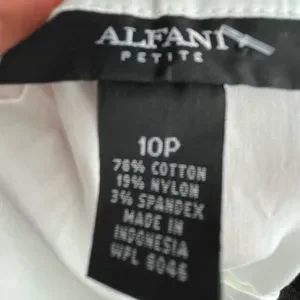 ALFANI
PETITE
10P
78% COTTON
19% NYLON
3% SPANDEX
MADE IN
INDONESIA
WPL 8046